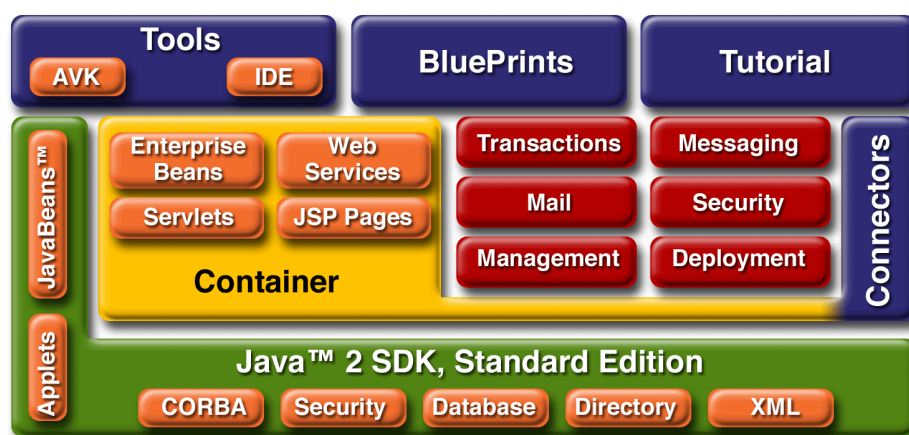 Tools
AVK
IDE
BluePrints
Tutorial
JavaBeans™
Applets
Enterprise
Beans
Web
Services
Servlets
JSP Pages
Container
Transactions
Messaging
Mail
Security
Management
Deployment
Connectors
Java™ 2 SDK, Standard Edition
CORBA
Security
Database
Directory
XML